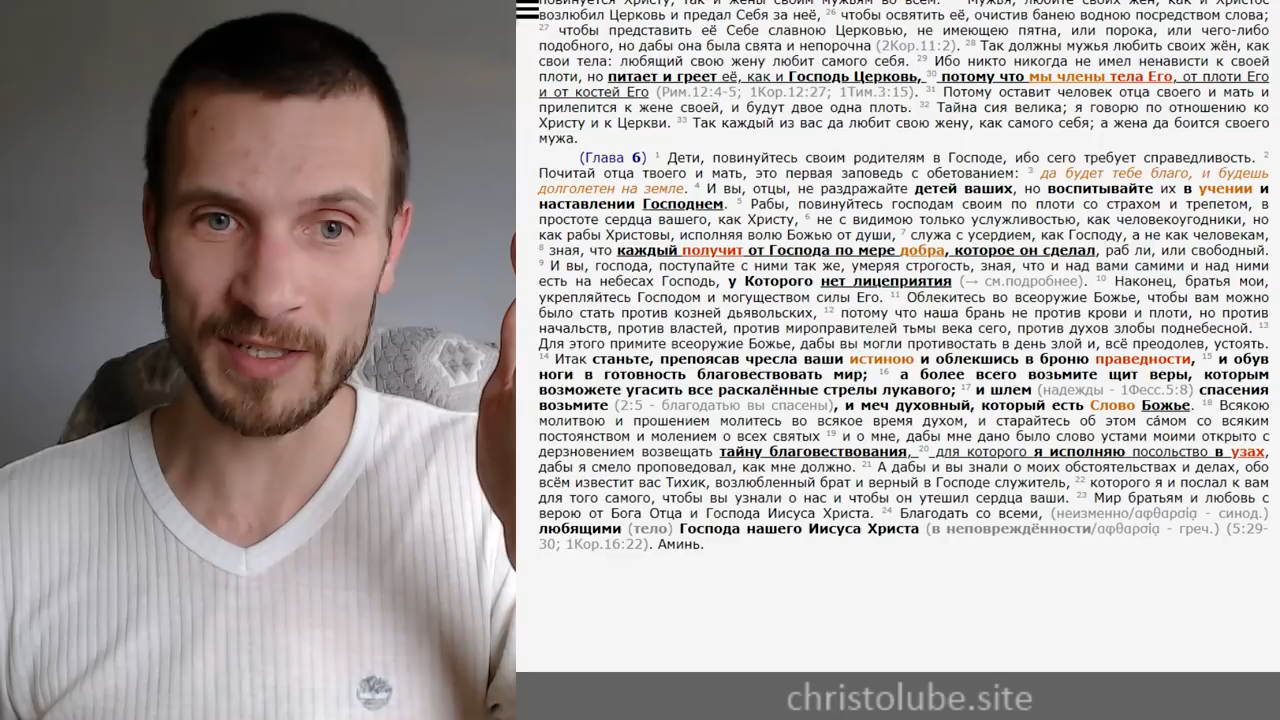 повинуется Христу, так и жены своим мужьям во всём. Мужья, любите своих жён, как и Христос
возлюбил Церковь и предал Себя за неё, 26 чтобы освятить её, очистив банею водною посредством слова;
27 чтобы представить её Себе славною Церковью, не имеющею пятна, или порока, или чего-либо
подобного, но дабы она была свята и непорочна (2Кор.11:2). 28 Так должны мужья любить своих жён, как
свои тела: любящий свою жену любит самого себя. 29 Ибо никто никогда не имел ненависти к своей
плоти, но питает и греет её, как и Господь Церковь, 30 потому что мы члены тела Его, от плоти Его
и от костей Его (Рим.12:4-5; 1Кор.12:27; 1Тим.3:15). 31 Потому оставит человек отца своего и мать и
прилепится к жене своей, и будут двое одна плоть. 32 Тайна сия велика; я говорю по отношению ко
Христу и к Церкви. 33 Так каждый из вас да любит свою жену, как самого себя; а жена да боится своего
мужа.
(Глава 6) 1 Дети, повинуйтесь своим родителям в Господе, ибо сего требует справедливость. 2
Почитай отца твоего и мать, это первая заповедь с обетованием: 3 да будет тебе благо, и будешь
долголетен на земле. 4 И вы, отцы, не раздражайте детей ваших, но воспитывайте их в учении и
наставлении Господнем. 5 Рабы, повинуйтесь господам своим по плоти со страхом и трепетом, в
простоте сердца вашего, как Христу, 6 не с видимою только услужливостью, как человекоугодники, но
как рабы Христовы, исполняя волю Божью от души, 7 служа с усердием, как Господу, а не как человекам,
8 зная, что каждый получит от Господа по мере добра, которое он сделал, раб ли, или свободный.
9 И вы, господа, поступайте с ними так же, умеряя строгость, зная, что и над вами самими и над ними
есть на небесах Господь, у Которого нет лицеприятия (→ см.подробнее). 10 Наконец, братья мои,
укрепляйтесь Господом и могуществом силы Его. 11 Облекитесь во всеоружие Божье, чтобы вам можно
было стать против козней дьявольских, 12 потому что наша брань не против крови и плоти, но против
начальств, против властей, против мироправителей тьмы века сего, против духов злобы поднебесной. 13
Для этого примите всеоружие Божье, дабы вы могли противостать в день злой и, всё преодолев, устоять.
14 Итак станьте, препоясав чресла ваши истиною и облекшись в броню праведности, 15 и обув
ноги в готовность благовествовать мир; 16 а более всего возьмите щит веры, которым
возможете угасить все раскалённые стрелы лукавого; 17 и шлем (надежды - 1Фесс.5:8) спасения
возьмите (2:5 - благодатью вы спасены), и меч духовный, который есть Слово Божье. 18 Всякою
молитвою и прошением молитесь во всякое время духом, и старайтесь об этом са́мом со всяким
постоянством и молением о всех святых 19 и о мне, дабы мне дано было слово устами моими открыто с
дерзновением возвещать тайну благовествования, 20 для которого я исполняю посольство в узах,
дабы я смело проповедовал, как мне должно. 21 А дабы и вы знали о моих обстоятельствах и делах, обо
всём известит вас Тихик, возлюбленный брат и верный в Господе служитель, 22 которого я и послал к вам
для того самого, чтобы вы узнали о нас и чтобы он утешил сердца ваши. 23 Мир братьям и любовь с
верою от Бога Отца и Господа Иисуса Христа. 24 Благодать со всеми, (неизменно/αφθαρσίᾳ - синод.)
любящими (тело) Господа нашего Иисуса Христа (в неповреждённости/αφθαρσίᾳ - греч.) (5:29-
30; 1Кор.16:22). Аминь.
christolube.site